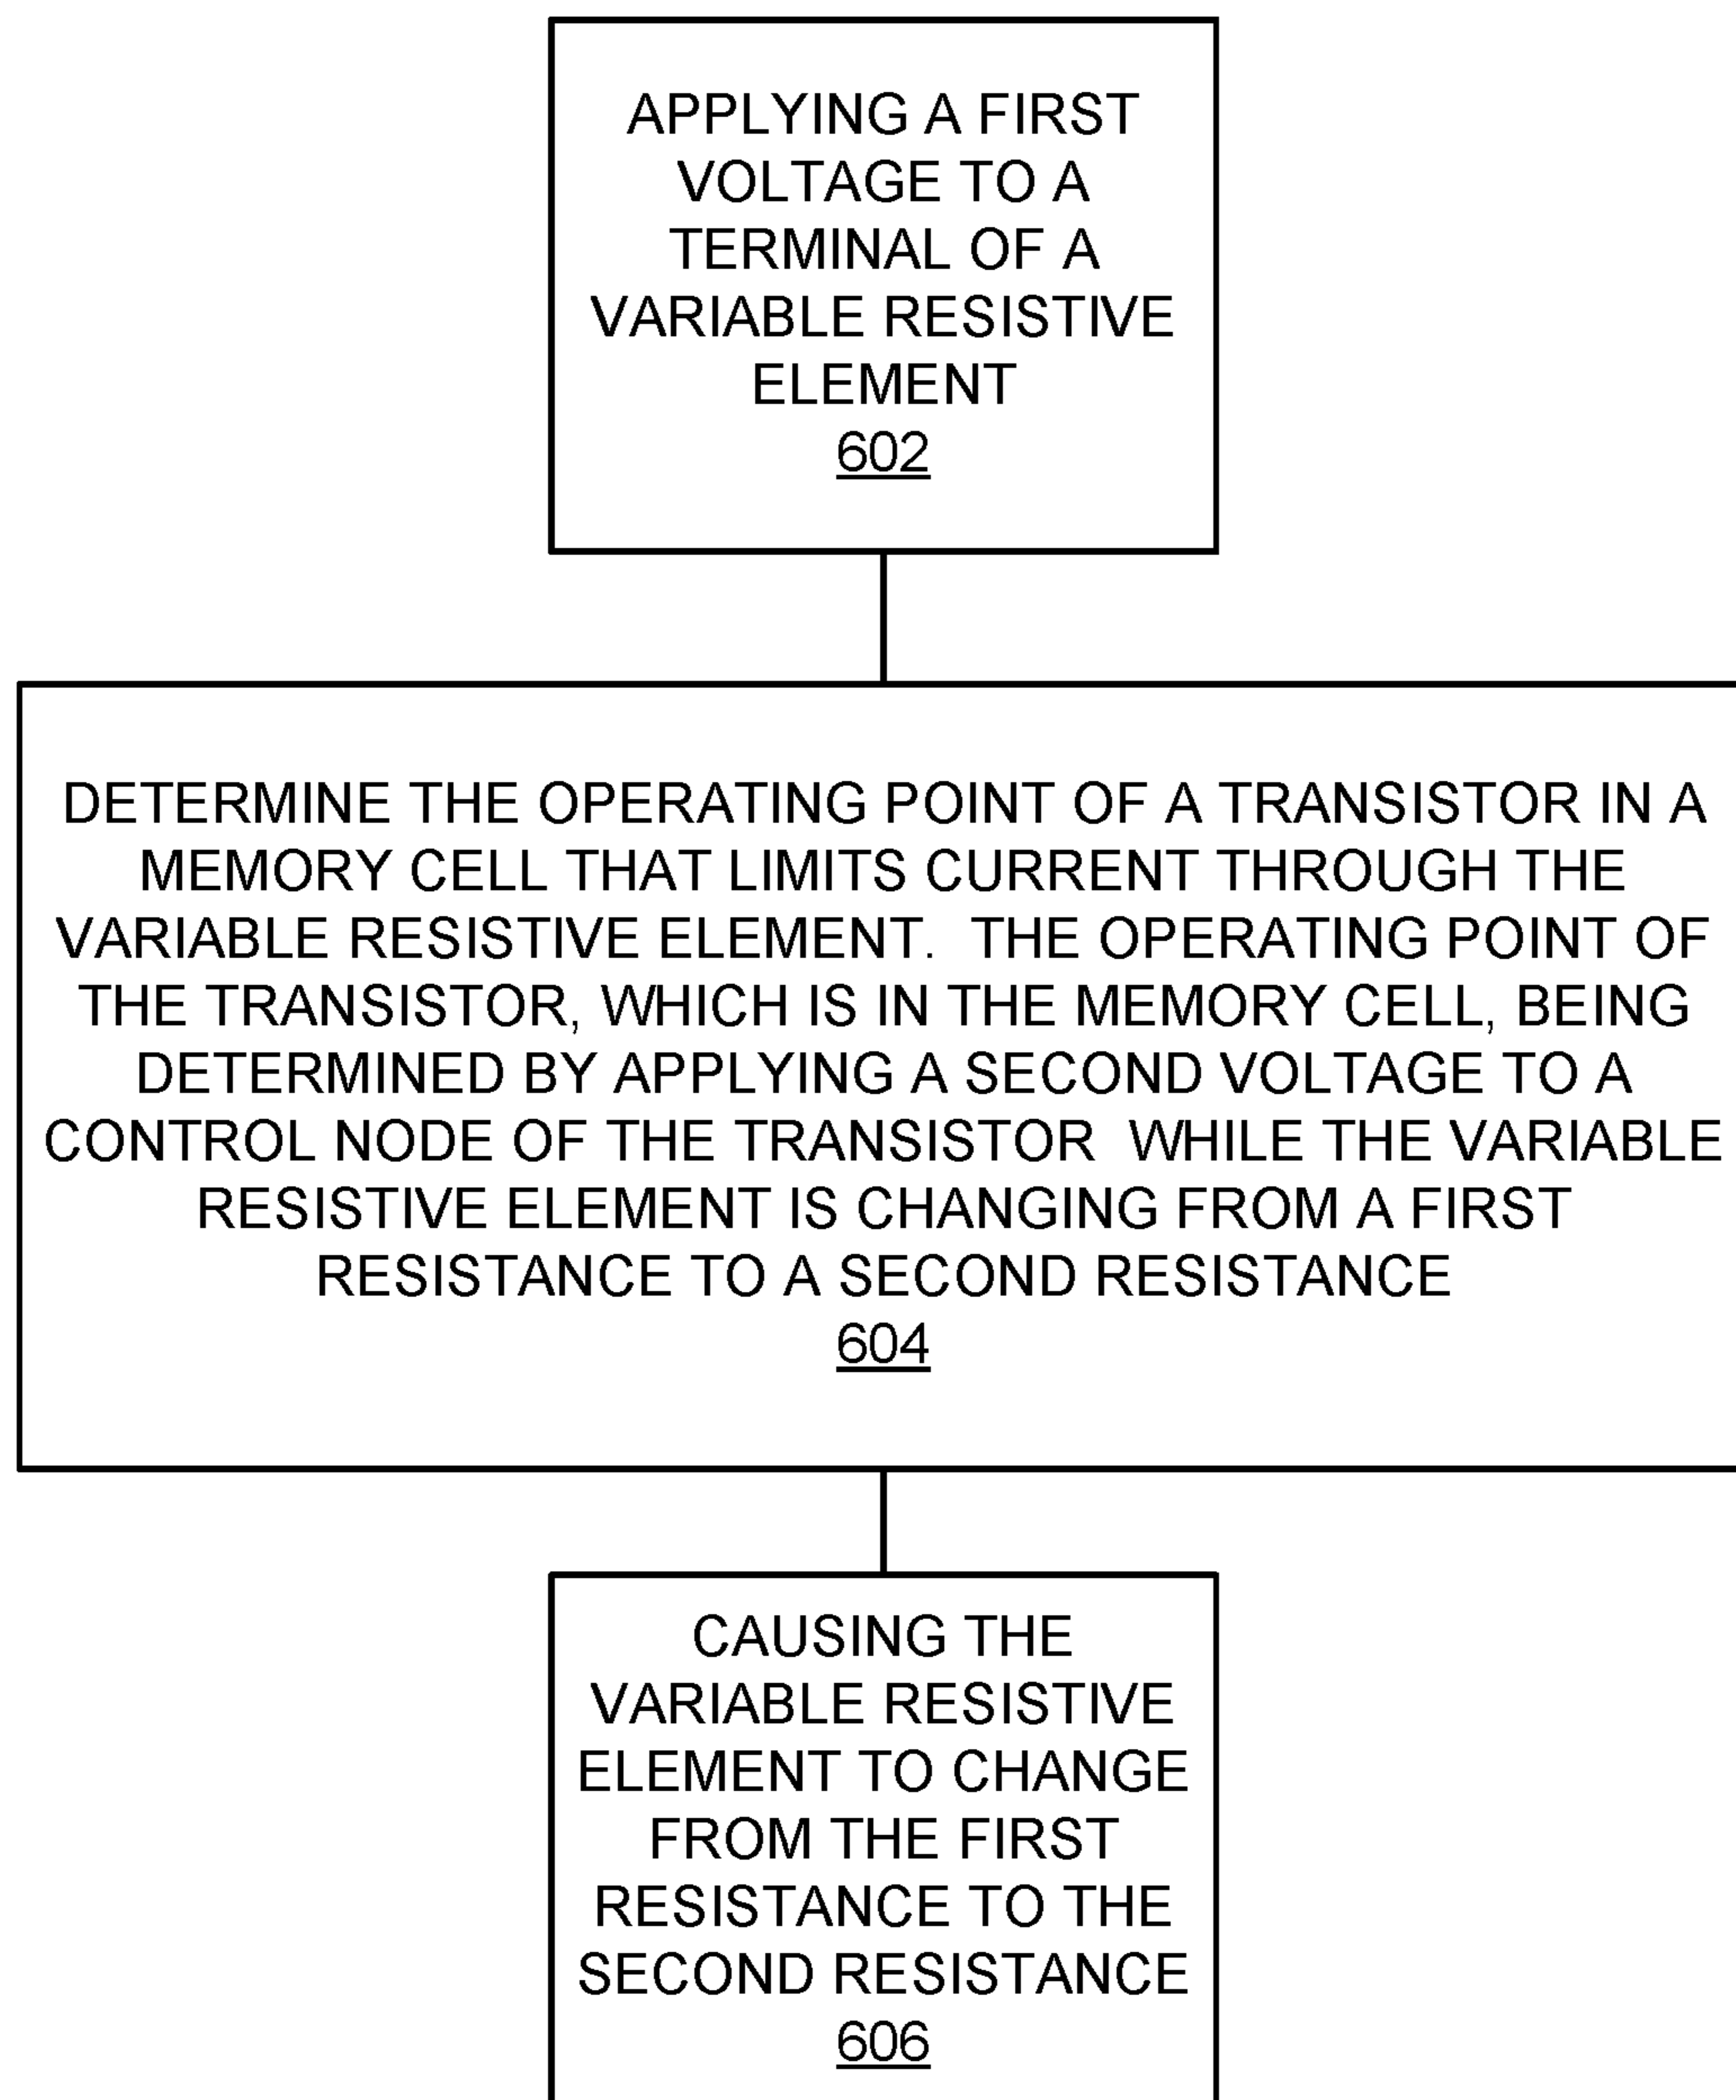 APPLYING A FIRST
VOLTAGE TO A
TERMINAL OF A
VARIABLE RESISTIVE
ELEMENT
602
DETERMINE THE OPERATING POINT OF A TRANSISTOR IN A
MEMORY CELL THAT LIMITS CURRENT THROUGH THE
VARIABLE RESISTIVE ELEMENT. THE OPERATING POINT OF
THE TRANSISTOR, WHICH IS IN THE MEMORY CELL, BEING
DETERMINED BY APPLYING A SECOND VOLTAGE TO A
CONTROL NODE OF THE TRANSISTOR WHILE THE VARIABLE
RESISTIVE ELEMENT IS CHANGING FROM A FIRST
RESISTANCE TO A SECOND RESISTANCE
604
CAUSING THE
VARIABLE RESISTIVE
ELEMENT TO CHANGE
FROM THE FIRST
RESISTANCE TO THE
SECOND RESISTANCE
606